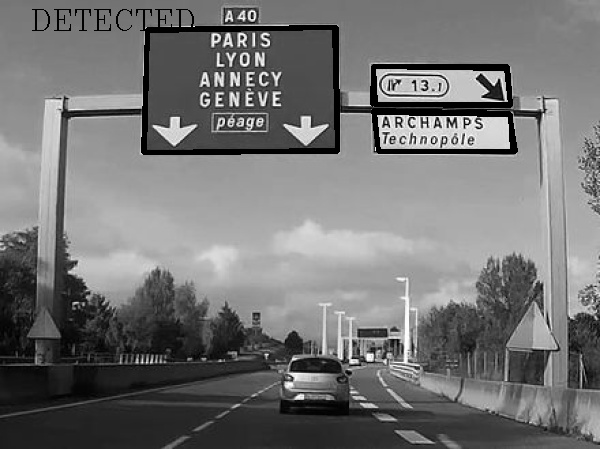 DETECTED
A40
PARIS
LYON
ANNECY
GENÈVE
péage
13.1
ARCHAMPS
Technopôle